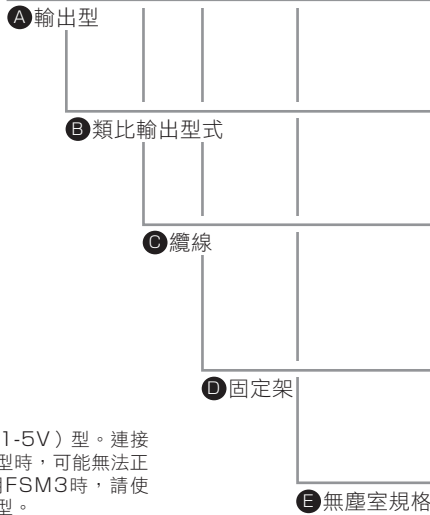 A輸出型
B類比輸出型式
C纜線
D固定架
1-5V）型。連接
型時，可能無法正
用FSM3時，請使
型。
E無塵室規格